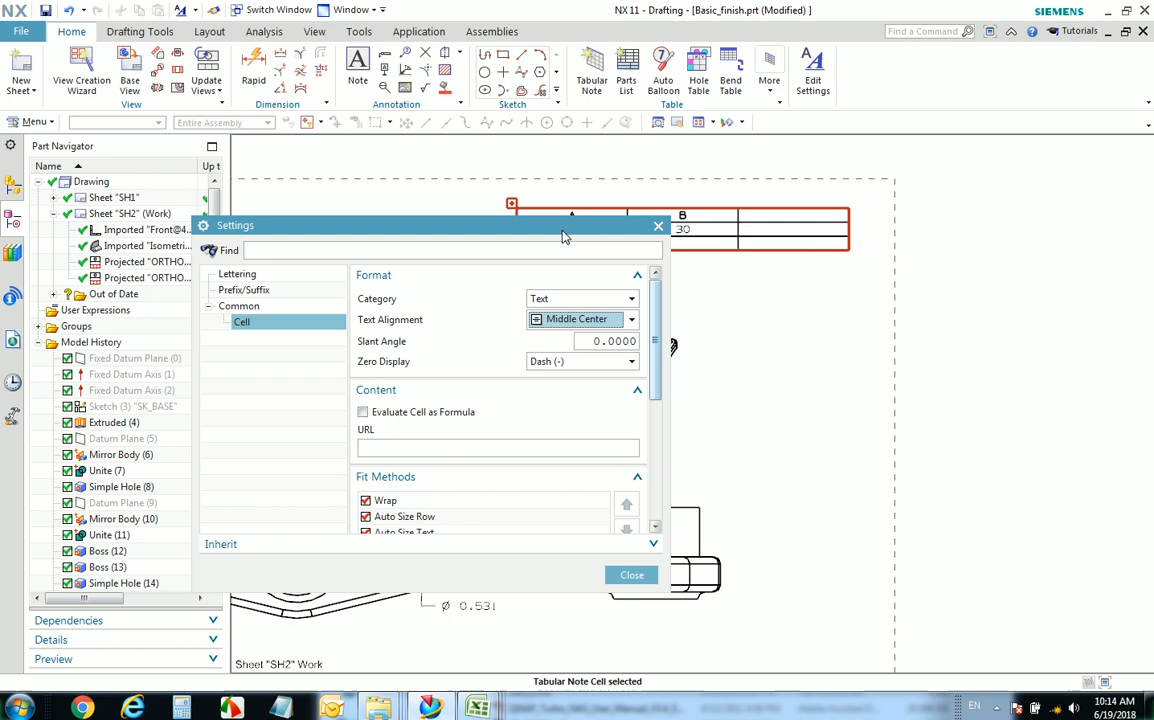 NX
Switch Window
Window
NX 11 - Drafting - [Basic_finish.prt (Modified) ]
SIEMENS
File
Home
Drafting Tools
Layout
Analysis
View
Tools
Application
Assemblies
Find a Command
Tutorials
New Sheet
View Creation Wizard
Base View
Update Views
View
Rapid
Dimension
Note
Annotation
Sketch
Tabular Note
Parts List
Auto Balloon
Hole Table
Bend Table
Table
More
Edit Settings
Menu
Entire Assembly
Part Navigator
Name
Up t
Drawing
Sheet "SH1"
Sheet "SH2" (Work)
Imported "Front@4...
Imported "Isometri...
Projected "ORTHO...
Projected "ORTHO...
Out of Date
User Expressions
Groups
Model History
Fixed Datum Plane (0)
Fixed Datum Axis (1)
Fixed Datum Axis (2)
Sketch (3) "SK_BASE"
Extruded (4)
Datum Plane (5)
Mirror Body (6)
Unite (7)
Simple Hole (8)
Datum Plane (9)
Mirror Body (10)
Unite (11)
Boss (12)
Boss (13)
Simple Hole (14)
Dependencies
Details
Preview
B
30
Settings
Find
Lettering
Prefix/Suffix
Common
Cell
Format
Category
Text
Text Alignment
Middle Center
Slant Angle
0.0000
Zero Display
Dash (-)
Content
Evaluate Cell as Formula
URL
Fit Methods
Wrap
Auto Size Row
Auto Size Text
Inherit
Close
Ø 0.531
Sheet "SH2" Work
Tabular Note Cell selected
EN
10:14 AM
6/19/2018